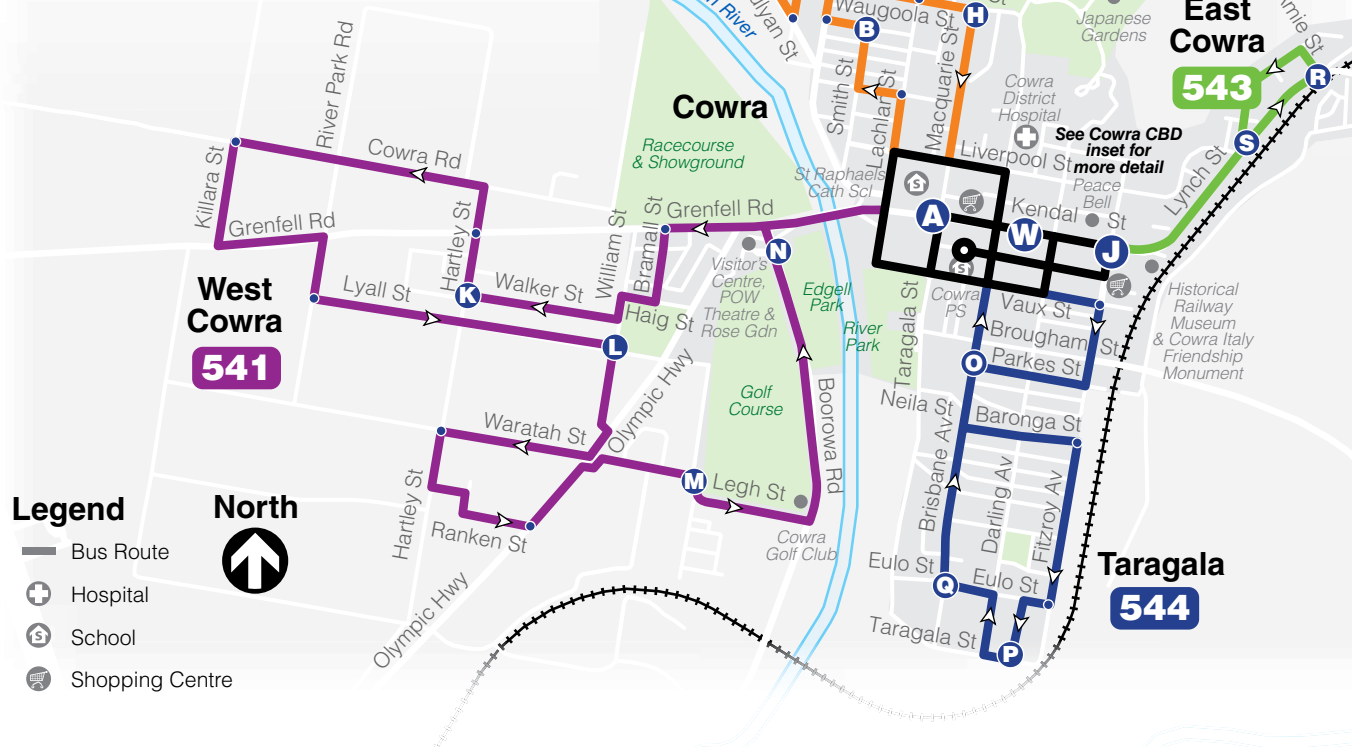 Waugoola St
H
B
Macquarie St
Smith St
Lachlan St
River Park Rd
Japanese
Gardens
East
Cowra
543
R
S
Cowra
Cowra
District
Hospital
See Cowra CBD
inset for
more detail
Liverpool St
Racecourse
& Showground
St Raphaels
Cath Scl
Peace
Bell
Lynch St
Killara St
Cowra Rd
Grenfell Rd
Grenfell Rd
Kendal St
A
W
J
N
Hartley St
William St
Bramall St
Visitor's
Centre,
POW
Theatre &
Rose Gdn
Edgell
Park
River
Park
Cowra
PS
Vaux St
Brougham St
Parkes St
Historical
Railway
Museum
& Cowra Italy
Friendship
Monument
West
Cowra
541
Lyall St
K
Walker St
Haig St
L
Olympic Hwy
Golf
Course
Boorowa Rd
Taragala St
O
Neila St
Baronga St
Waratah St
M
Legh St
Brisbane Av
Darling Av
Fitzroy Av
Hartley St
Ranken St
Olympic Hwy
Cowra
Golf Club
Eulo St
Eulo St
Q
Taragala St
P
Taragala
544
Legend
Bus Route
Hospital
S School
Shopping Centre
North